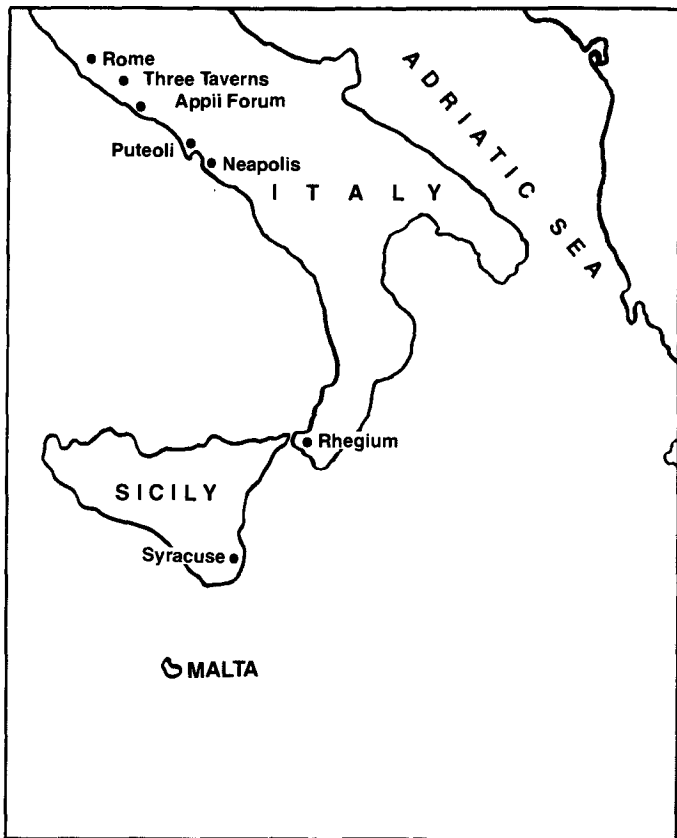 Rome
Three Taverns
Appii Forum
Puteoli
Neapolis
ADRIATIC SEA
ITALY
Rhegium
SICILY
Syracuse
MALTA